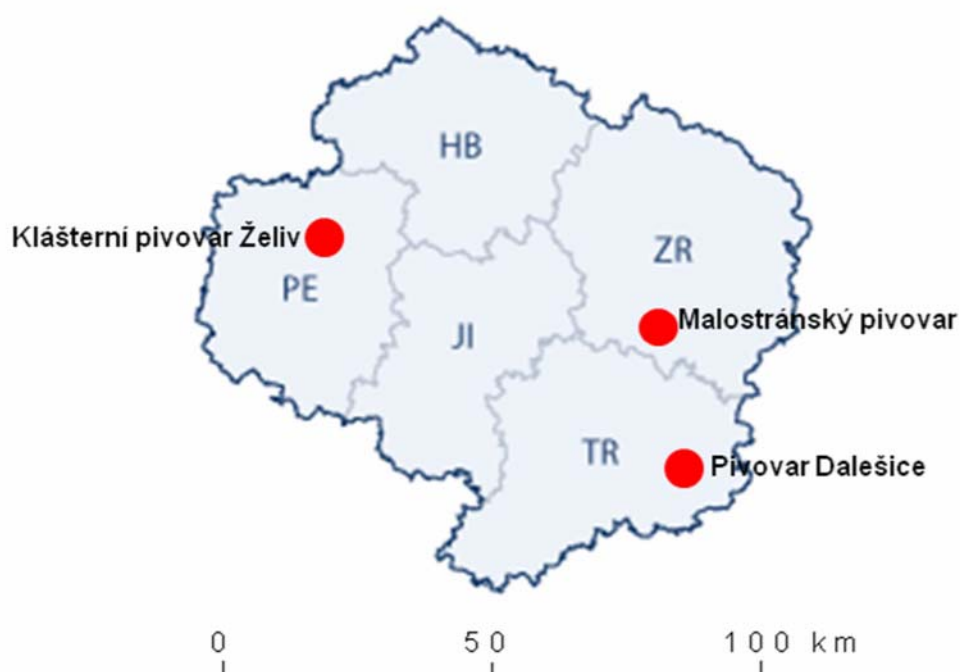 HB
Klášterní pivovar Želiv
ZR
PE
Malostránský pivovar
JI
TR
Pivovar Dalešice
0 50 100 km